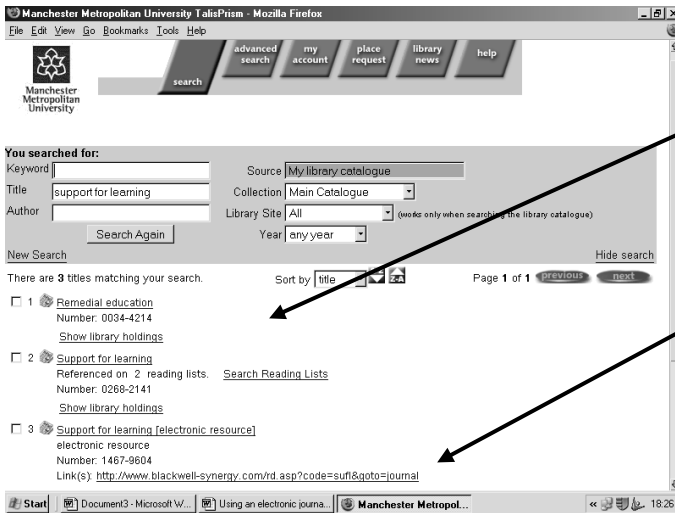 Manchester Metropolitan University TalisPrism - Mozilla Firefox
File Edit View Go Bookmarks Tools Help
Manchester
Metropolitan
University
search
advanced search
my account
place request
library news
help
You searched for:
Keyword
Source My library catalogue
Title support for learning
Collection Main Catalogue
Author
Library Site All (works only when searching the library catalogue)
Search Again
Year any year
New Search
Hide search
There are 3 titles matching your search.
Sort by title
Z-A
Page 1 of 1 previous next
1 Remedial education
Number: 0034-4214
Show library holdings
2 Support for learning
Referenced on 2 reading lists. Search Reading Lists
Number: 0268-2141
Show library holdings
3 Support for learning [electronic resource]
electronic resource
Number: 1467-9604
Link(s): http://www.blackwell-synergy.com/rd.asp?code=sufl&goto=journal
Start Document3 - Microsoft W... Using an electronic journa... Manchester Metropol... « 18:26